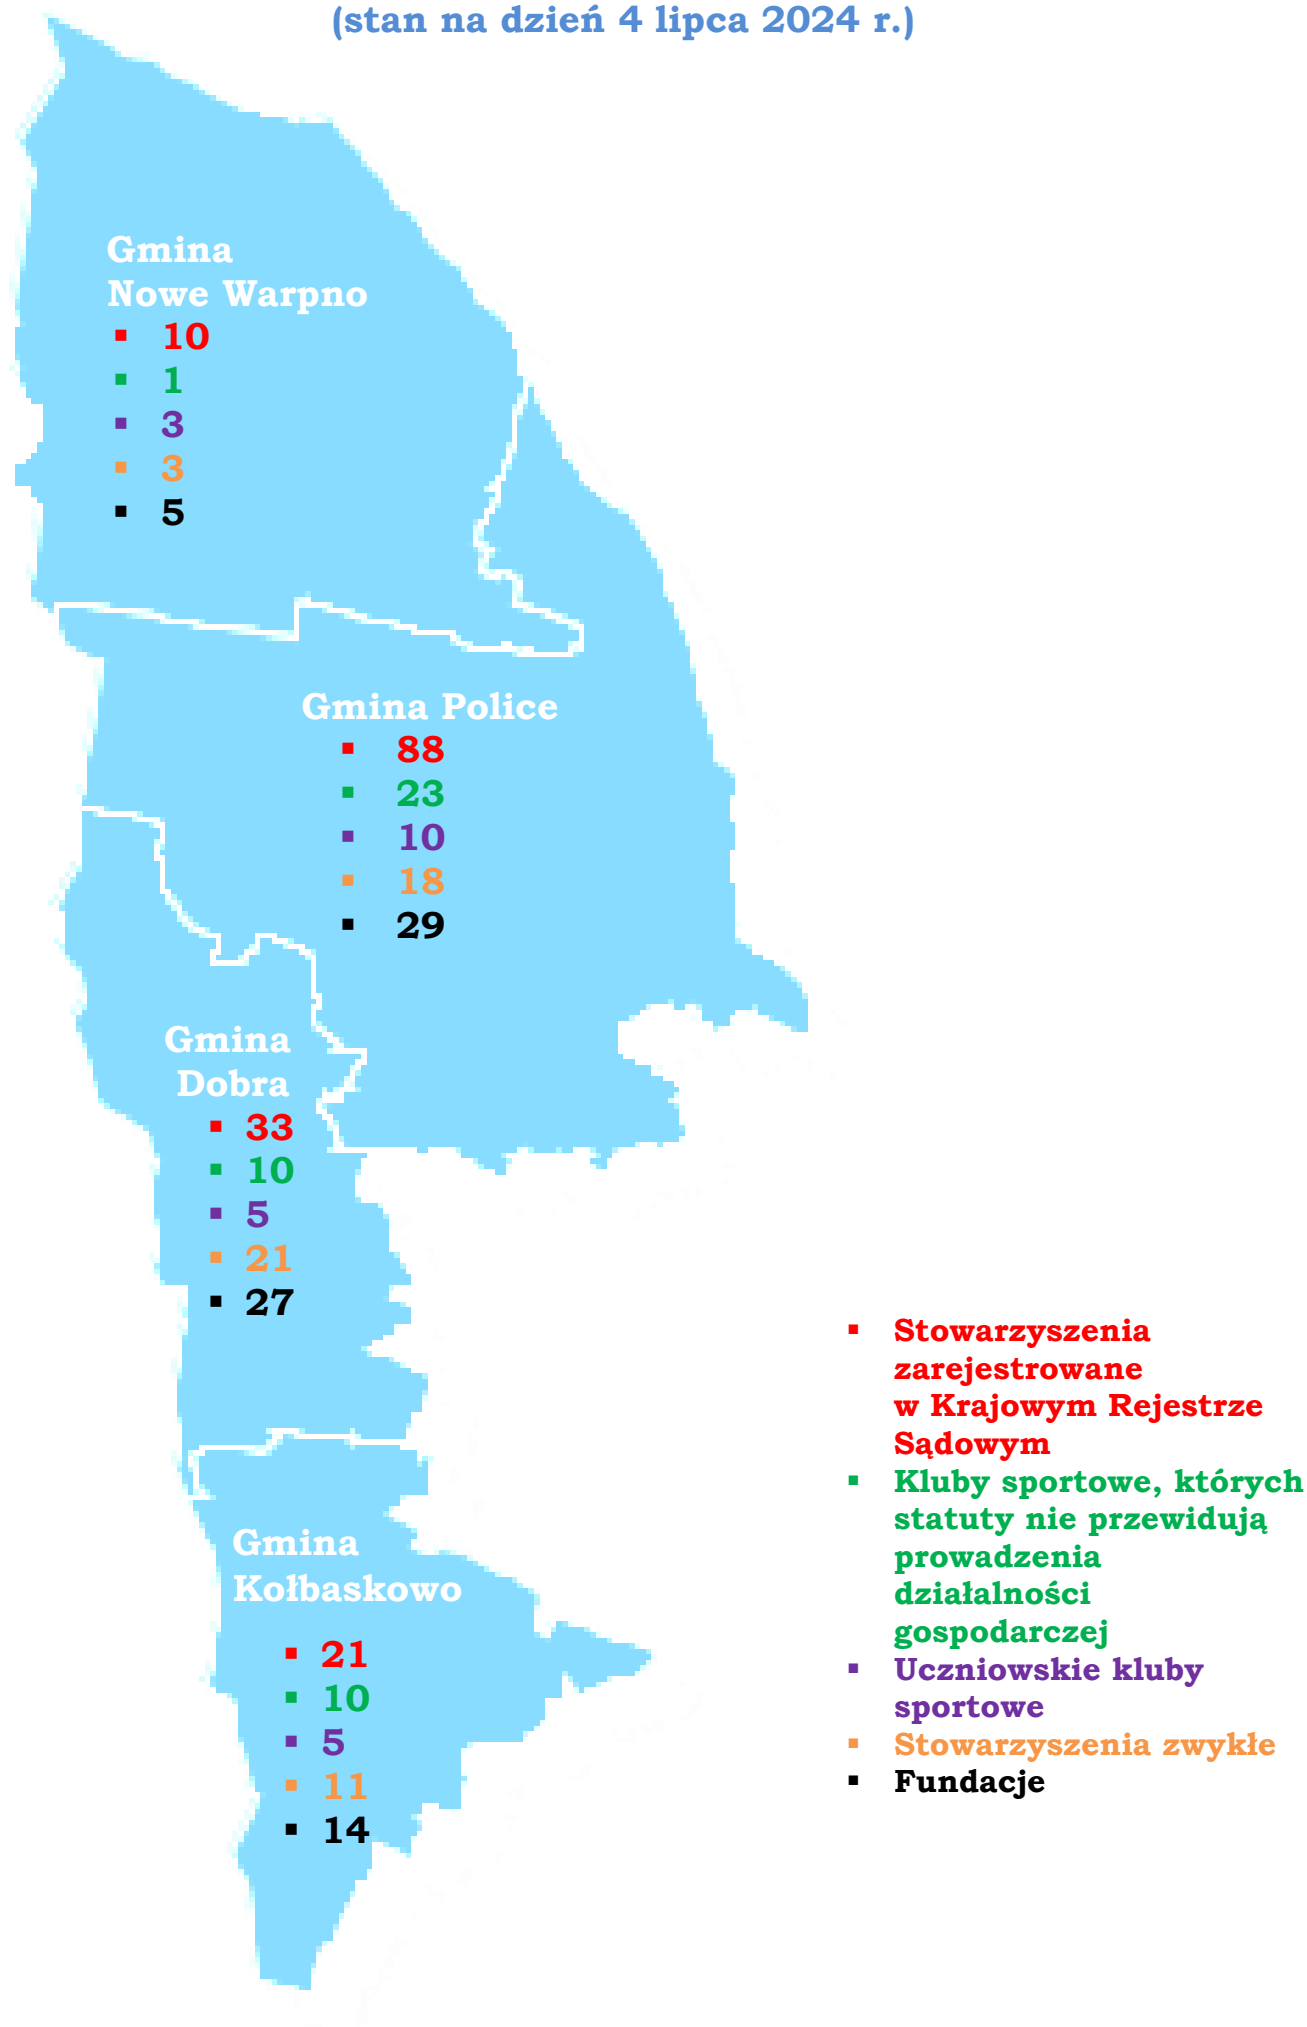 (stan na dzień 4 lipca 2024 r.)
Gmina
Nowe Warpno
▪ 10
▪ 1
▪ 3
▪ 3
▪ 5
Gmina Police
▪ 88
▪ 23
▪ 10
▪ 18
▪ 29
Gmina
Dobra
▪ 33
▪ 10
▪ 5
▪ 21
▪ 27
Gmina
Kołbaskowo
▪ 21
▪ 10
▪ 5
▪ 11
▪ 14
▪ Stowarzyszenia
zarejestrowane
w Krajowym Rejestrze
Sądowym
▪ Kluby sportowe, których
statuty nie przewidują
prowadzenia
działalności
gospodarczej
▪ Uczniowskie kluby
sportowe
▪ Stowarzyszenia zwykłe
▪ Fundacje